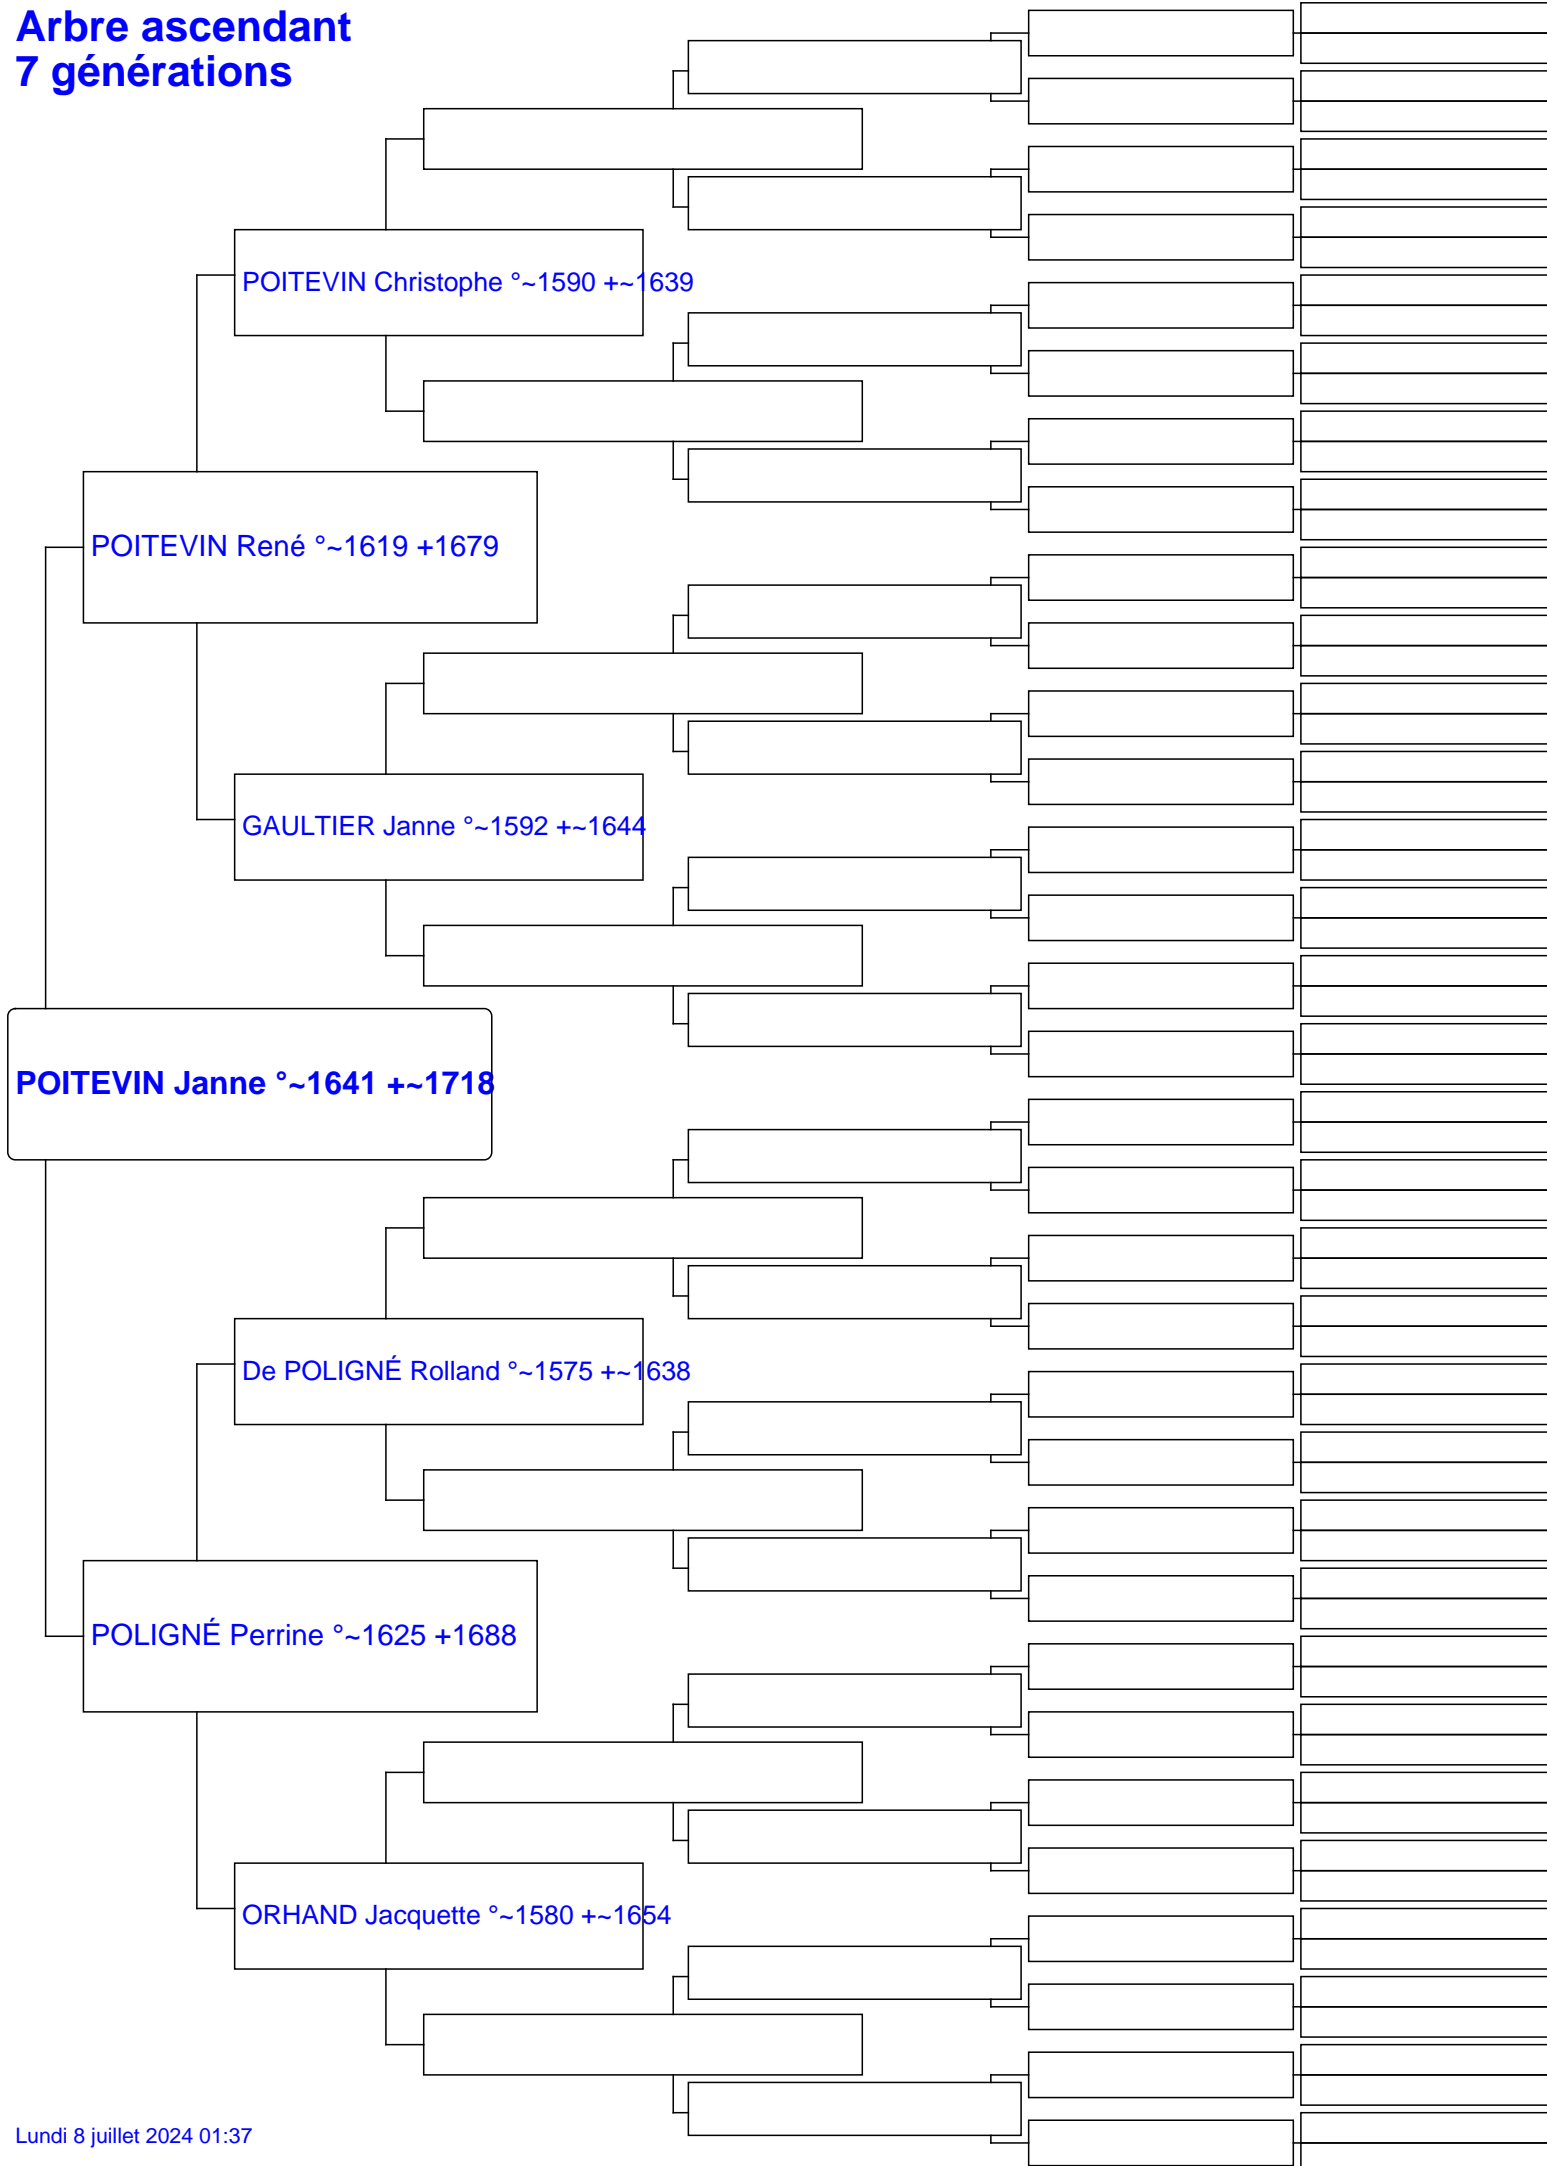 Arbre ascendant
7 générations
POITEVIN Christophe °~1590 +~1639
POITEVIN René °~1619 +1679
GAULTIER Janne °~1592 +~1644
POITEVIN Janne °~1641 +~1718
De POLIGNÉ Rolland °~1575 +~1638
POLIGNÉ Perrine °~1625 +1688
ORHAND Jacquette °~1580 +~1654
Lundi 8 juillet 2024 01:37